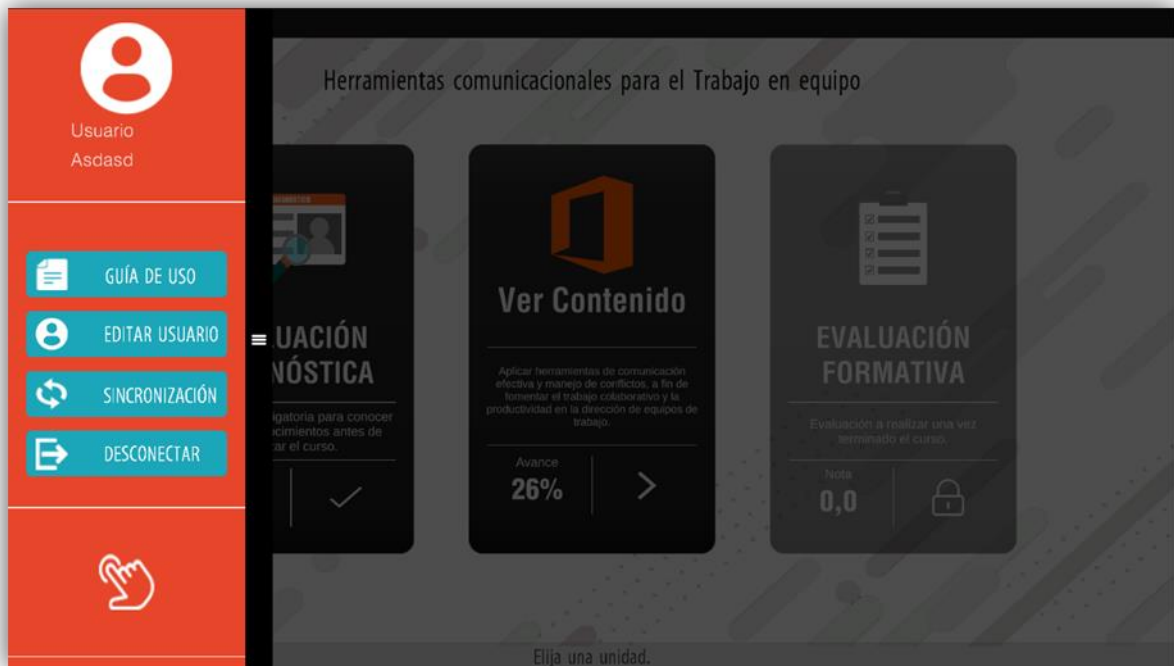 Usuario
Asdasd
GUÍA DE USO
EDITAR USUARIO
SINCRONIZACIÓN
DESCONECTAR
Herramientas comunicacionales para el Trabajo en equipo
UACIÓN
NÓSTICA
igatoria para conocer
ocimientos antes de
ar el curso.
Ver Contenido
Aplicar herramientas de comunicación
efectiva y manejo de conflictos, a fin de
fomentar el trabajo colaborativo y la
productividad en la dirección de equipos de
trabajo.
Avance
26%
EVALUACIÓN
FORMATIVA
Evaluación a realizar una vez
terminado el curso.
Nota
0,0
Elija una unidad.